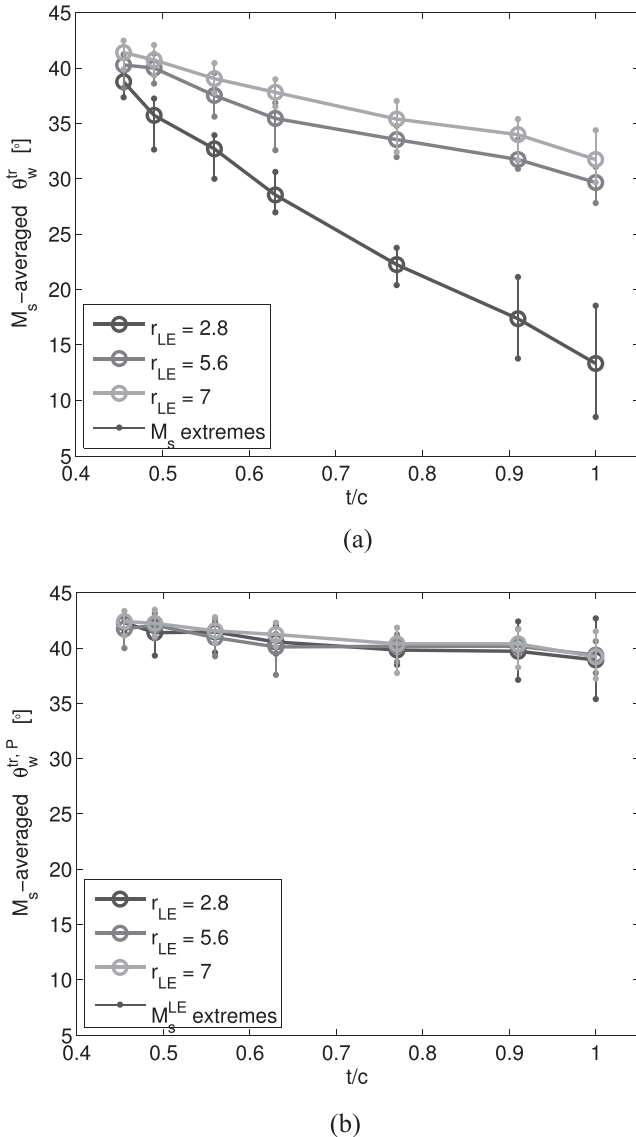 45
40
35
30
25
20
15
10
5
M_s-averaged θ_w^tr [°]
r_LE = 2.8
r_LE = 5.6
r_LE = 7
M_s extremes
0.4 0.5 0.6 0.7 0.8 0.9 1
t/c
(a)
45
40
35
30
25
20
15
10
5
M_s-averaged θ_w^tr, P [°]
r_LE = 2.8
r_LE = 5.6
r_LE = 7
M_s^LE extremes
0.4 0.5 0.6 0.7 0.8 0.9 1
t/c
(b)